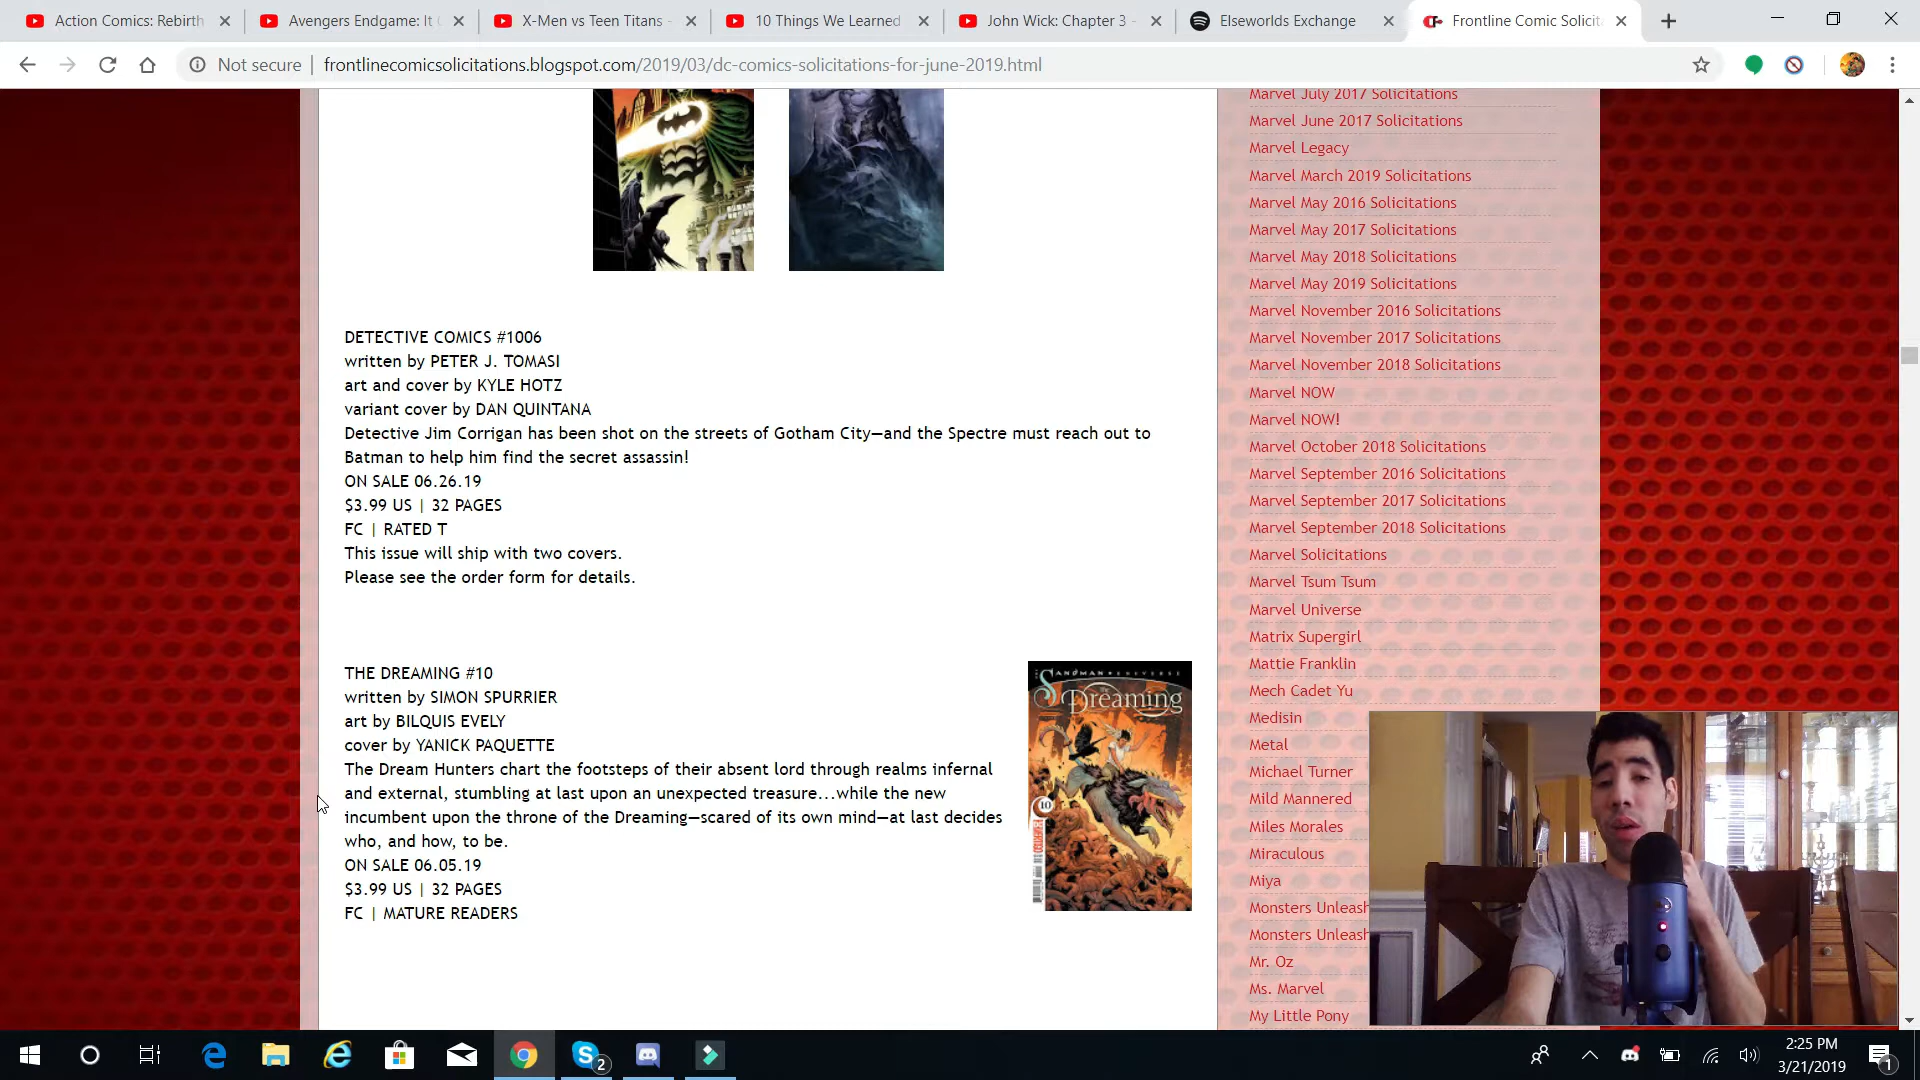 Action Comics: Rebirth
Avengers Endgame: It
X-Men vs Teen Titans -
10 Things We Learned
John Wick: Chapter 3 -
Elseworlds Exchange
Frontline Comic Solicit
Not secure | frontlinecomicsolicitations.blogspot.com/2019/03/dc-comics-solicitations-for-june-2019.html
DETECTIVE COMICS #1006
written by PETER J. TOMASI
art and cover by KYLE HOTZ
variant cover by DAN QUINTANA
Detective Jim Corrigan has been shot on the streets of Gotham City—and the Spectre must reach out to
Batman to help him find the secret assassin!
ON SALE 06.26.19
$3.99 US | 32 PAGES
FC | RATED T
This issue will ship with two covers.
Please see the order form for details.
THE DREAMING #10
written by SIMON SPURRIER
art by BILQUIS EVELY
cover by YANICK PAQUETTE
The Dream Hunters chart the footsteps of their absent lord through realms infernal
and external, stumbling at last upon an unexpected treasure...while the new
incumbent upon the throne of the Dreaming—scared of its own mind—at last decides
who, and how, to be.
ON SALE 06.05.19
$3.99 US | 32 PAGES
FC | MATURE READERS
SANDMAN UNIVERSE
The Dreaming
10
Marvel July 2017 Solicitations
Marvel June 2017 Solicitations
Marvel Legacy
Marvel March 2019 Solicitations
Marvel May 2016 Solicitations
Marvel May 2017 Solicitations
Marvel May 2018 Solicitations
Marvel May 2019 Solicitations
Marvel November 2016 Solicitations
Marvel November 2017 Solicitations
Marvel November 2018 Solicitations
Marvel NOW
Marvel NOW!
Marvel October 2018 Solicitations
Marvel September 2016 Solicitations
Marvel September 2017 Solicitations
Marvel September 2018 Solicitations
Marvel Solicitations
Marvel Tsum Tsum
Marvel Universe
Matrix Supergirl
Mattie Franklin
Mech Cadet Yu
Medisin
Metal
Michael Turner
Mild Mannered
Miles Morales
Miraculous
Miya
Monsters Unleash
Monsters Unleash
Mr. Oz
Ms. Marvel
My Little Pony
2
2:25 PM
3/21/2019
1